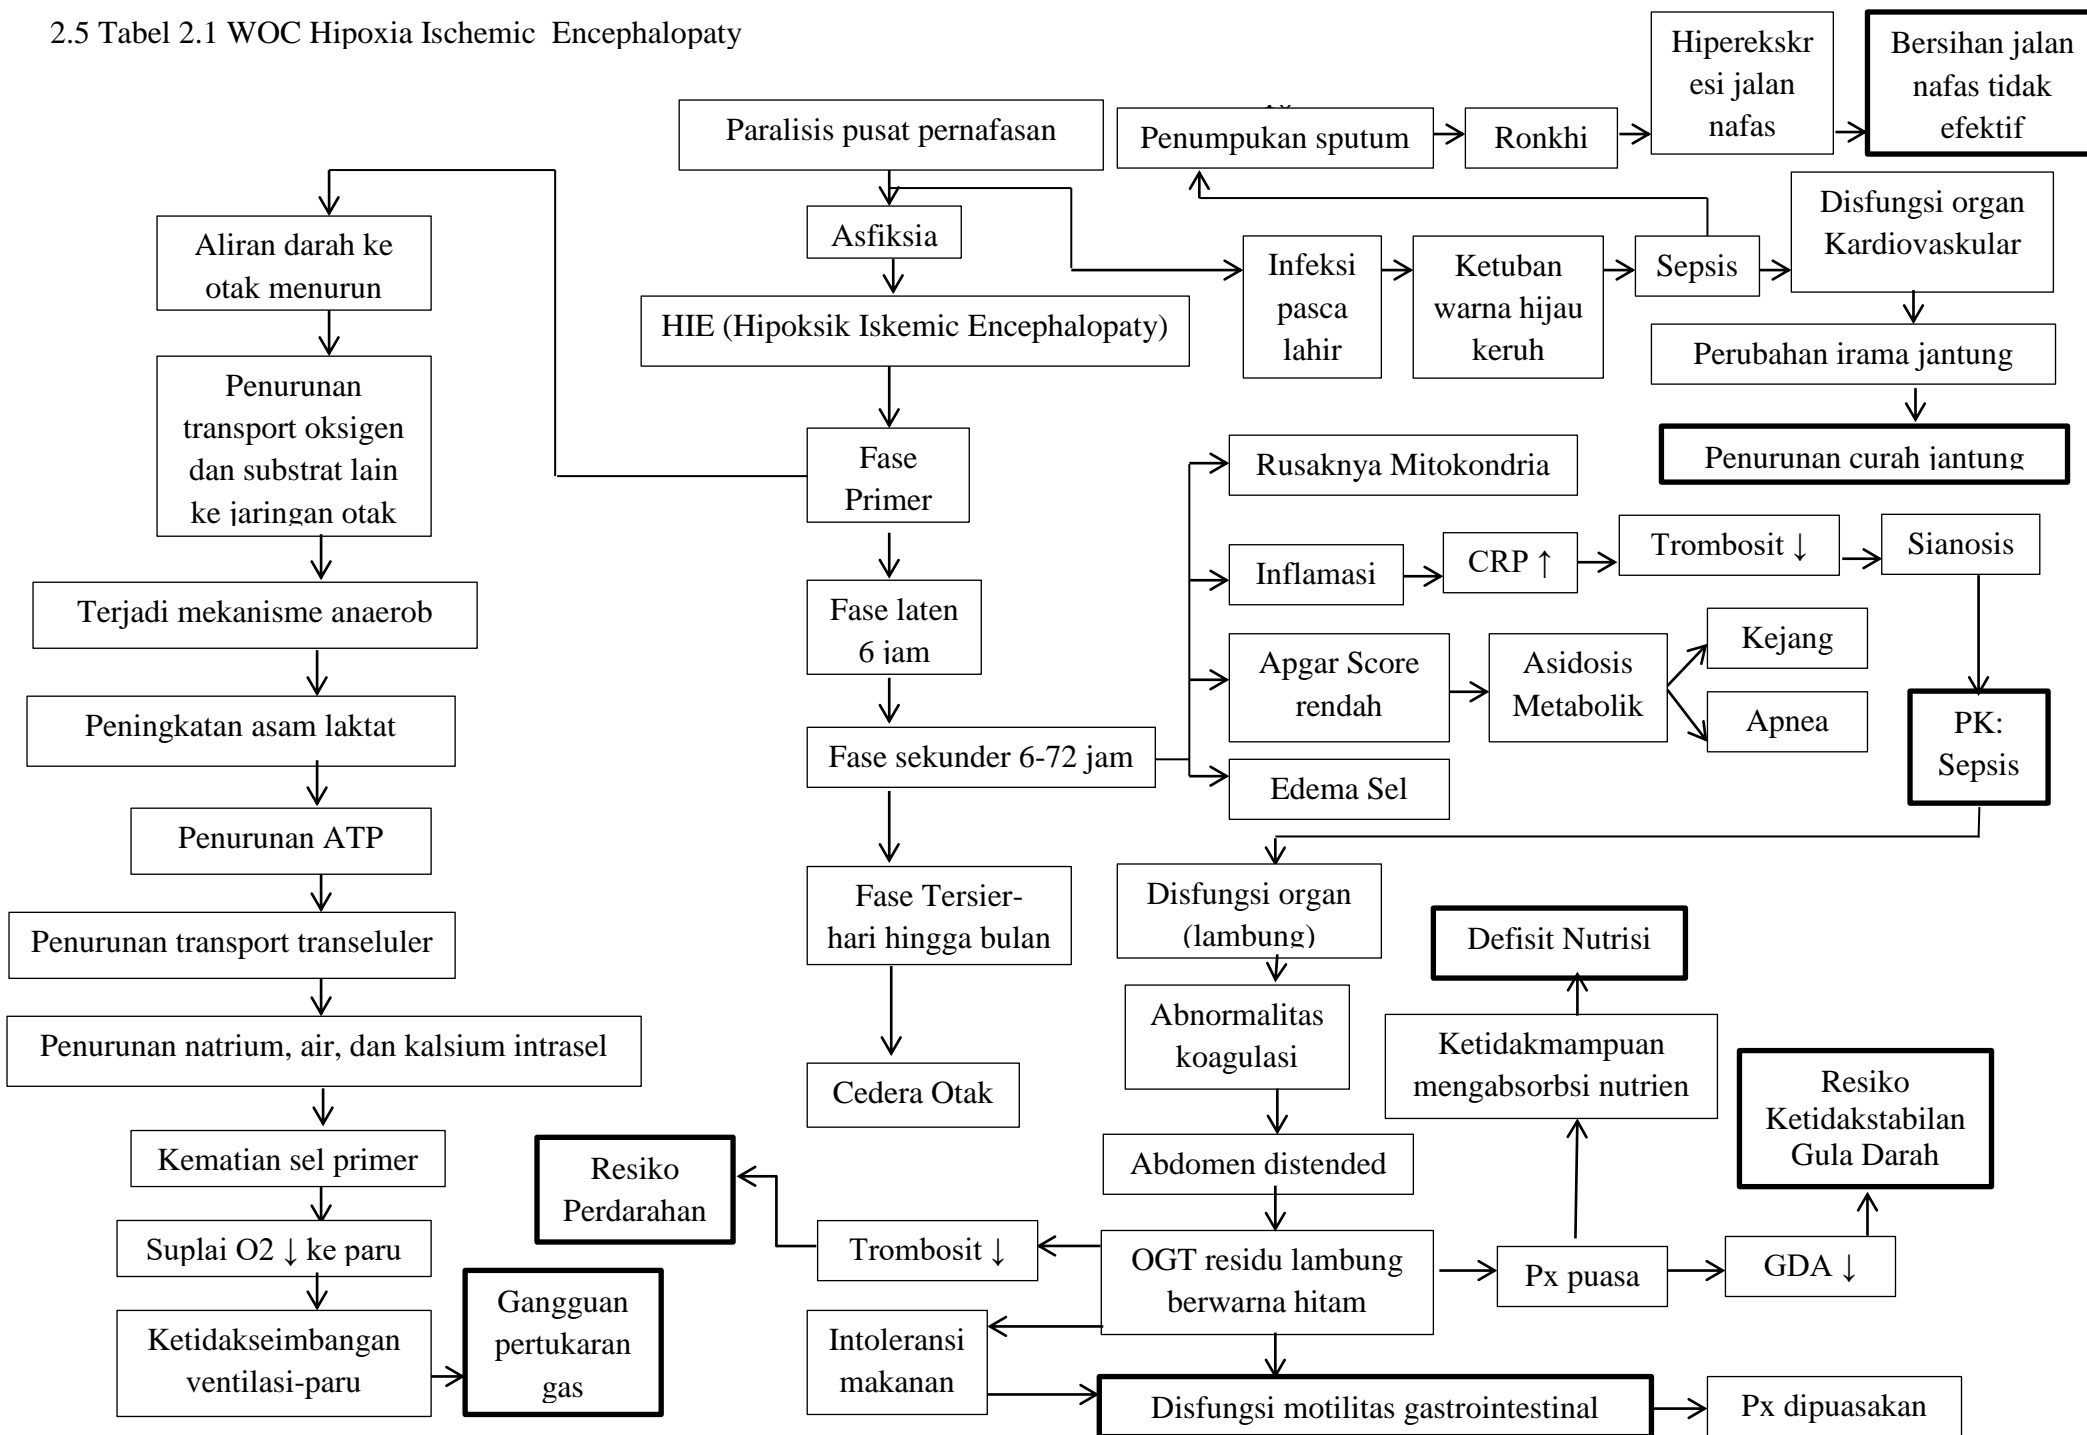 2.5 Tabel 2.1 WOC Hipoxia Ischemic Encephalopaty
Hiperekskr
esi jalan
nafas
Bersihan jalan
nafas tidak
efektif
Paralisis pusat pernafasan
Penumpukan sputum
Ronkhi
Aliran darah ke
otak menurun
Asfiksia
Infeksi
pasca
lahir
Ketuban
warna hijau
keruh
Sepsis
Disfungsi organ
Kardiovaskular
HIE (Hipoksik Iskemic Encephalopaty)
Perubahan irama jantung
Penurunan
transport oksigen
dan substrat lain
ke jaringan otak
Fase
Primer
Rusaknya Mitokondria
Penurunan curah jantung
Inflamasi
CRP ↑
Trombosit ↓
Sianosis
Terjadi mekanisme anaerob
Fase laten
6 jam
Apgar Score
rendah
Asidosis
Metabolik
Kejang
Apnea
PK:
Sepsis
Peningkatan asam laktat
Fase sekunder 6-72 jam
Edema Sel
Penurunan ATP
Fase Tersier-
hari hingga bulan
Disfungsi organ
(lambung)
Defisit Nutrisi
Penurunan transport transeluler
Abnormalitas
koagulasi
Ketidakmampuan
mengabsorbsi nutrien
Resiko
Ketidakstabilan
Gula Darah
Penurunan natrium, air, dan kalsium intrasel
Cedera Otak
Kematian sel primer
Resiko
Perdarahan
Abdomen distended
Suplai O2 ↓ ke paru
Trombosit ↓
OGT residu lambung
berwarna hitam
Px puasa
GDA ↓
Ketidakseimbangan
ventilasi-paru
Gangguan
pertukaran
gas
Intoleransi
makanan
Disfungsi motilitas gastrointestinal
Px dipuasakan